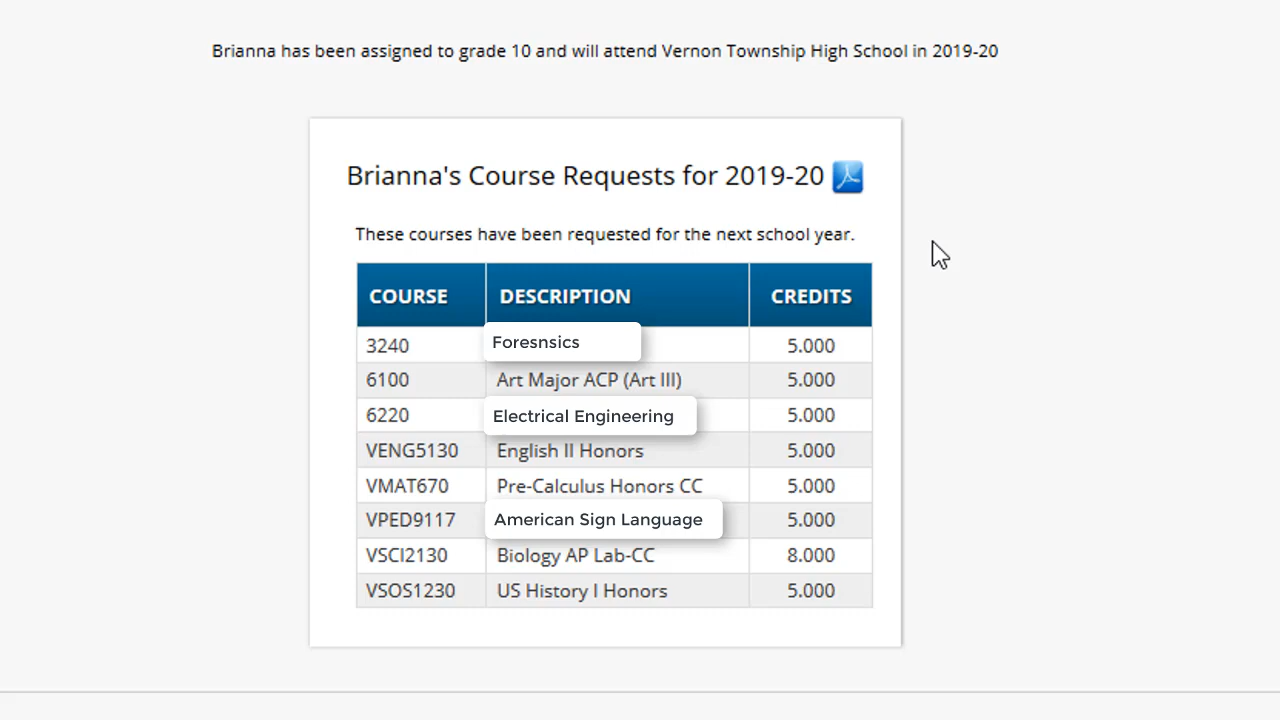 Brianna has been assigned to grade 10 and will attend Vernon Township High School in 2019-20
Brianna's Course Requests for 2019-20
These courses have been requested for the next school year.
COURSE DESCRIPTION CREDITS
3240 Foresnsics 5.000
6100 Art Major ACP (Art III) 5.000
6220 Electrical Engineering 5.000
VENG5130 English II Honors 5.000
VMAT670 Pre-Calculus Honors CC 5.000
VPED9117 American Sign Language 5.000
VSCI2130 Biology AP Lab-CC 8.000
VSOS1230 US History I Honors 5.000